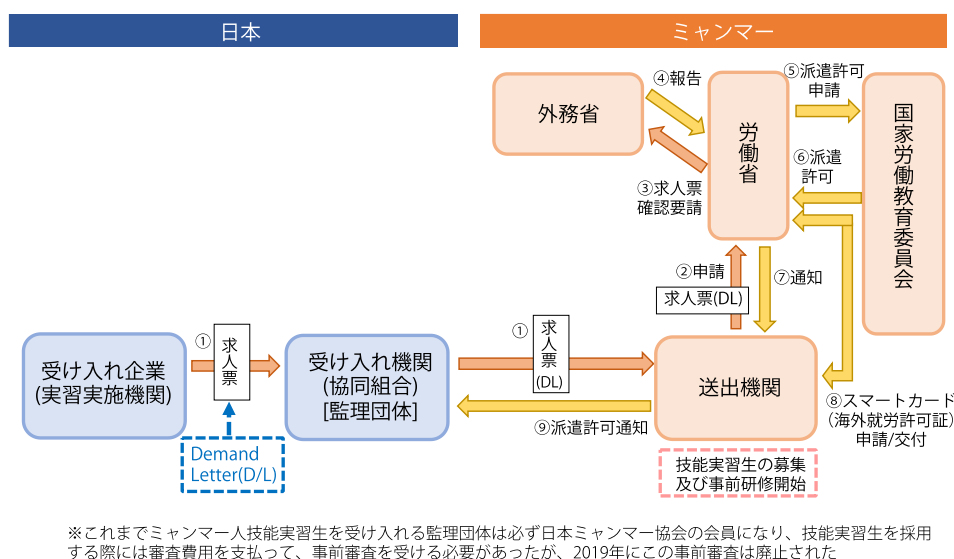 日本
ミャンマー
外務省
④報告
労働省
⑤派遣許可
申請
国家労働教育委員会
③求人票
確認要請
⑥派遣
許可
②申請
求人票(DL)
⑦通知
受け入れ企業
(実習実施機関)
①
求人票
受け入れ機関
(協同組合)
[監理団体]
①
求人票
(DL)
送出機関
⑧スマートカード
（海外就労許可証）
申請/交付
⑨派遣許可通知
Demand
Letter(D/L)
技能実習生の募集
及び事前研修開始
※これまでミャンマー人技能実習生を受け入れる監理団体は必ず日本ミャンマー協会の会員になり、技能実習生を採用
する際には審査費用を支払って、事前審査を受ける必要があったが、2019年にこの事前審査は廃止された